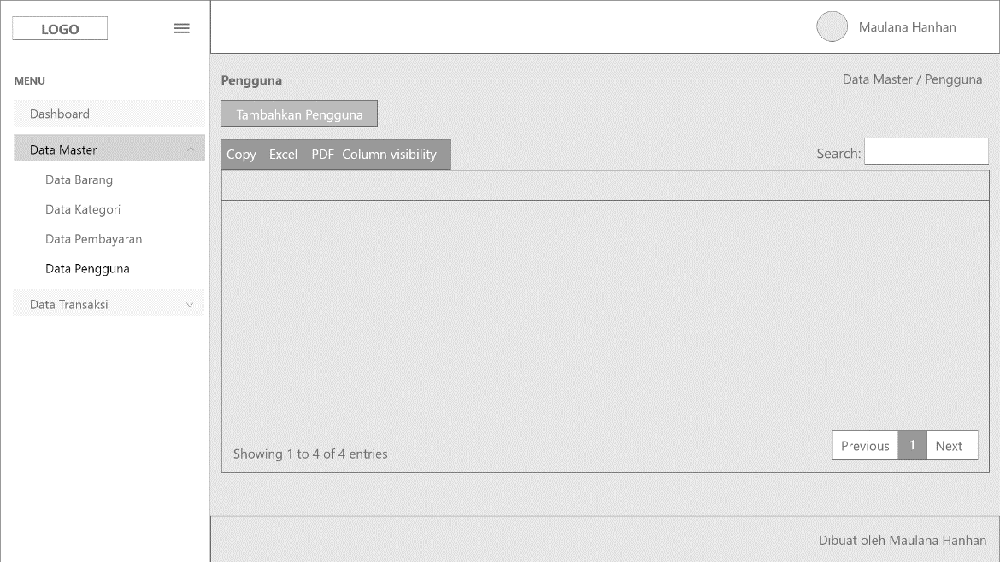 LOGO
Maulana Hanhan
MENU
Dashboard
Data Master
Data Barang
Data Kategori
Data Pembayaran
Data Pengguna
Data Transaksi
Pengguna
Data Master / Pengguna
Tambahkan Pengguna
Copy Excel PDF Column visibility
Search:
Showing 1 to 4 of 4 entries
Previous 1 Next
Dibuat oleh Maulana Hanhan